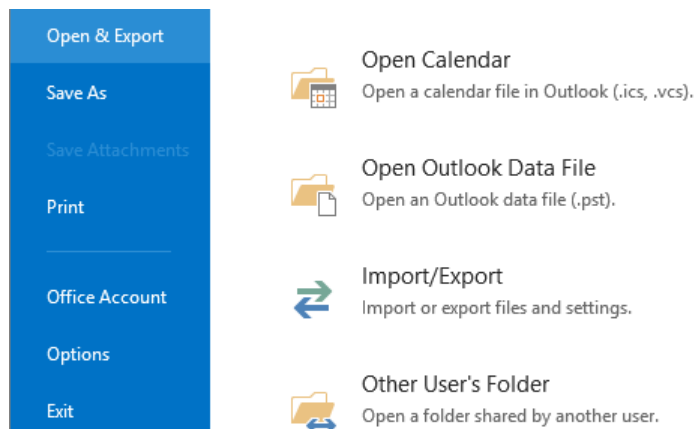 Open & Export
Save As
Save Attachments
Print
Office Account
Options
Exit
Open Calendar
Open a calendar file in Outlook (.ics, .vcs).
Open Outlook Data File
Open an Outlook data file (.pst).
Import/Export
Import or export files and settings.
Other User's Folder
Open a folder shared by another user.